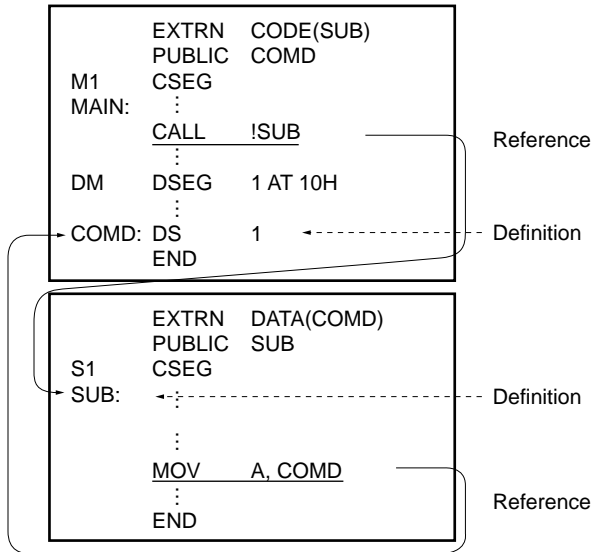 EXTRN CODE(SUB)
PUBLIC COMD
M1 CSEG
MAIN:
⋮
CALL !SUB Reference
⋮
DM DSEG 1 AT 10H
⋮
COMD: DS 1 Definition
END
EXTRN DATA(COMD)
PUBLIC SUB
S1 CSEG
SUB: ⋮ Definition
⋮
MOV A, COMD
⋮ Reference
END